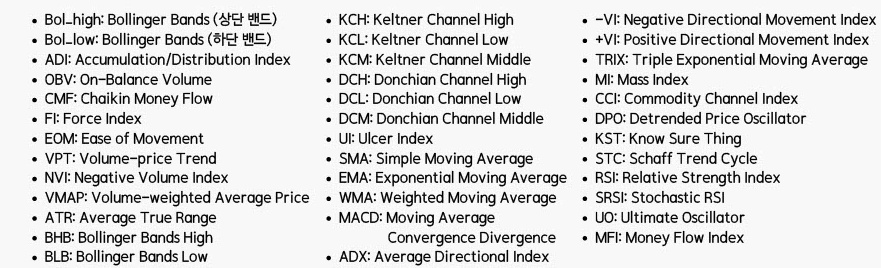 • Bol_high: Bollinger Bands (상단 밴드)
• Bol_low: Bollinger Bands (하단 밴드)
• ADI: Accumulation/Distribution Index
• OBV: On-Balance Volume
• CMF: Chaikin Money Flow
• FI: Force Index
• EOM: Ease of Movement
• VPT: Volume-price Trend
• NVI: Negative Volume Index
• VMAP: Volume-weighted Average Price
• ATR: Average True Range
• BHB: Bollinger Bands High
• BLB: Bollinger Bands Low
• KCH: Keltner Channel High
• KCL: Keltner Channel Low
• KCM: Keltner Channel Middle
• DCH: Donchian Channel High
• DCL: Donchian Channel Low
• DCM: Donchian Channel Middle
• UI: Ulcer Index
• SMA: Simple Moving Average
• EMA: Exponential Moving Average
• WMA: Weighted Moving Average
• MACD: Moving Average
Convergence Divergence
• ADX: Average Directional Index
• -VI: Negative Directional Movement Index
• +VI: Positive Directional Movement Index
• TRIX: Triple Exponential Moving Average
• MI: Mass Index
• CCI: Commodity Channel Index
• DPO: Detrended Price Oscillator
• KST: Know Sure Thing
• STC: Schaff Trend Cycle
• RSI: Relative Strength Index
• SRSI: Stochastic RSI
• UO: Ultimate Oscillator
• MFI: Money Flow Index